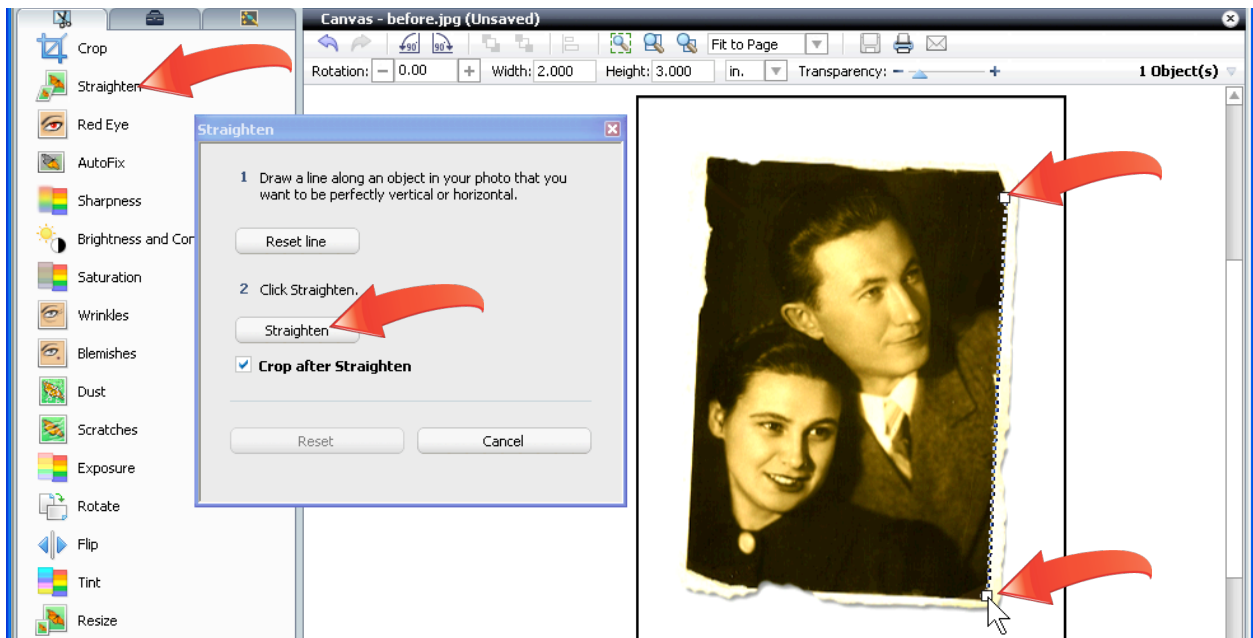 Canvas - before.jpg (Unsaved)
90 90 Fit to Page
Rotation: 0.00 Width: 2.000 Height: 3.000 in. Transparency: 1 Object(s)
Crop
Straighten
Red Eye
AutoFix
Sharpness
Brightness and Cor
Saturation
Wrinkles
Blemishes
Dust
Scratches
Exposure
Rotate
Flip
Tint
Resize
Straighten
1 Draw a line along an object in your photo that you
want to be perfectly vertical or horizontal.
Reset line
2 Click Straighten.
Straighten
Crop after Straighten
Reset Cancel